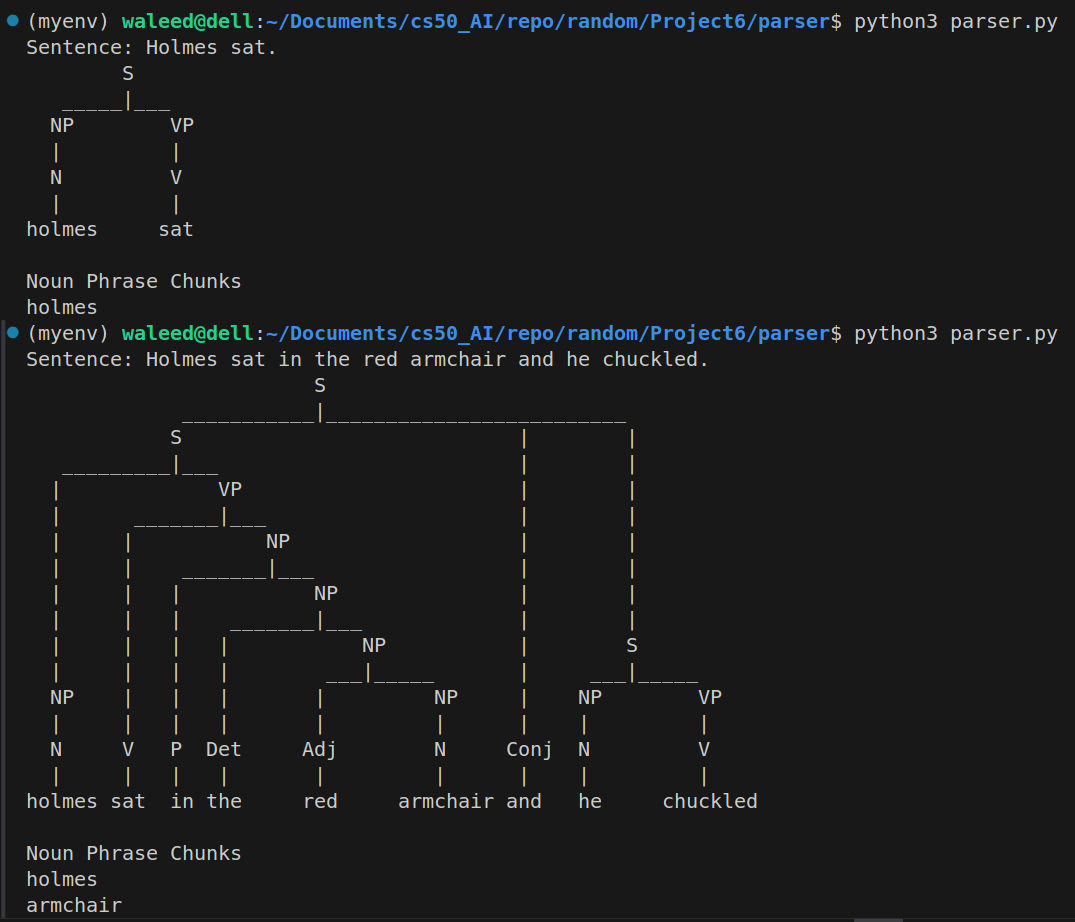 (myenv) waleed@dell:~/Documents/cs50_AI/repo/random/Project6/parser$ python3 parser.py
Sentence: Holmes sat.
        S
   _____|___
  NP        VP
  |         |
  N         V
  |         |
holmes     sat

Noun Phrase Chunks
holmes
(myenv) waleed@dell:~/Documents/cs50_AI/repo/random/Project6/parser$ python3 parser.py
Sentence: Holmes sat in the red armchair and he chuckled.
                        S
             ___________|_________________________
            S                            |        |
   _________|___                         |        |
  |             VP                       |        |
  |      _______|___                     |        |
  |     |           NP                   |        |
  |     |    _______|___                 |        |
  |     |   |           NP               |        |
  |     |   |    _______|___             |        |
  |     |   |   |           NP           |        S
  |     |   |   |        ___|_____       |     ___|_____
  NP    |   |   |       |         NP     |    NP        VP
  |     |   |   |       |         |      |    |         |
  N     V   P  Det     Adj        N     Conj  N         V
  |     |   |   |       |         |      |    |         |
holmes sat  in the     red     armchair and   he     chuckled

Noun Phrase Chunks
holmes
armchair